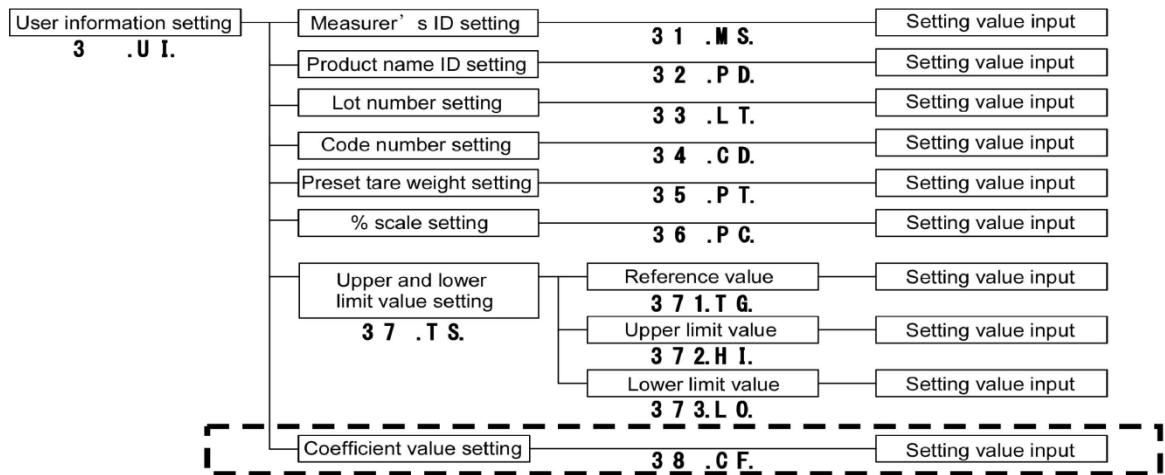 User information setting
3 .U I.
Measurer’s ID setting
3 1 .M S.
Setting value input
Product name ID setting
3 2 .P D.
Setting value input
Lot number setting
3 3 .L T.
Setting value input
Code number setting
3 4 .C D.
Setting value input
Preset tare weight setting
3 5 .P T.
Setting value input
% scale setting
3 6 .P C.
Setting value input
Upper and lower
limit value setting
3 7 .T S.
Reference value
3 7 1.T G.
Setting value input
Upper limit value
3 7 2.H I.
Setting value input
Lower limit value
3 7 3.L O.
Setting value input
Coefficient value setting
3 8 .C F.
Setting value input